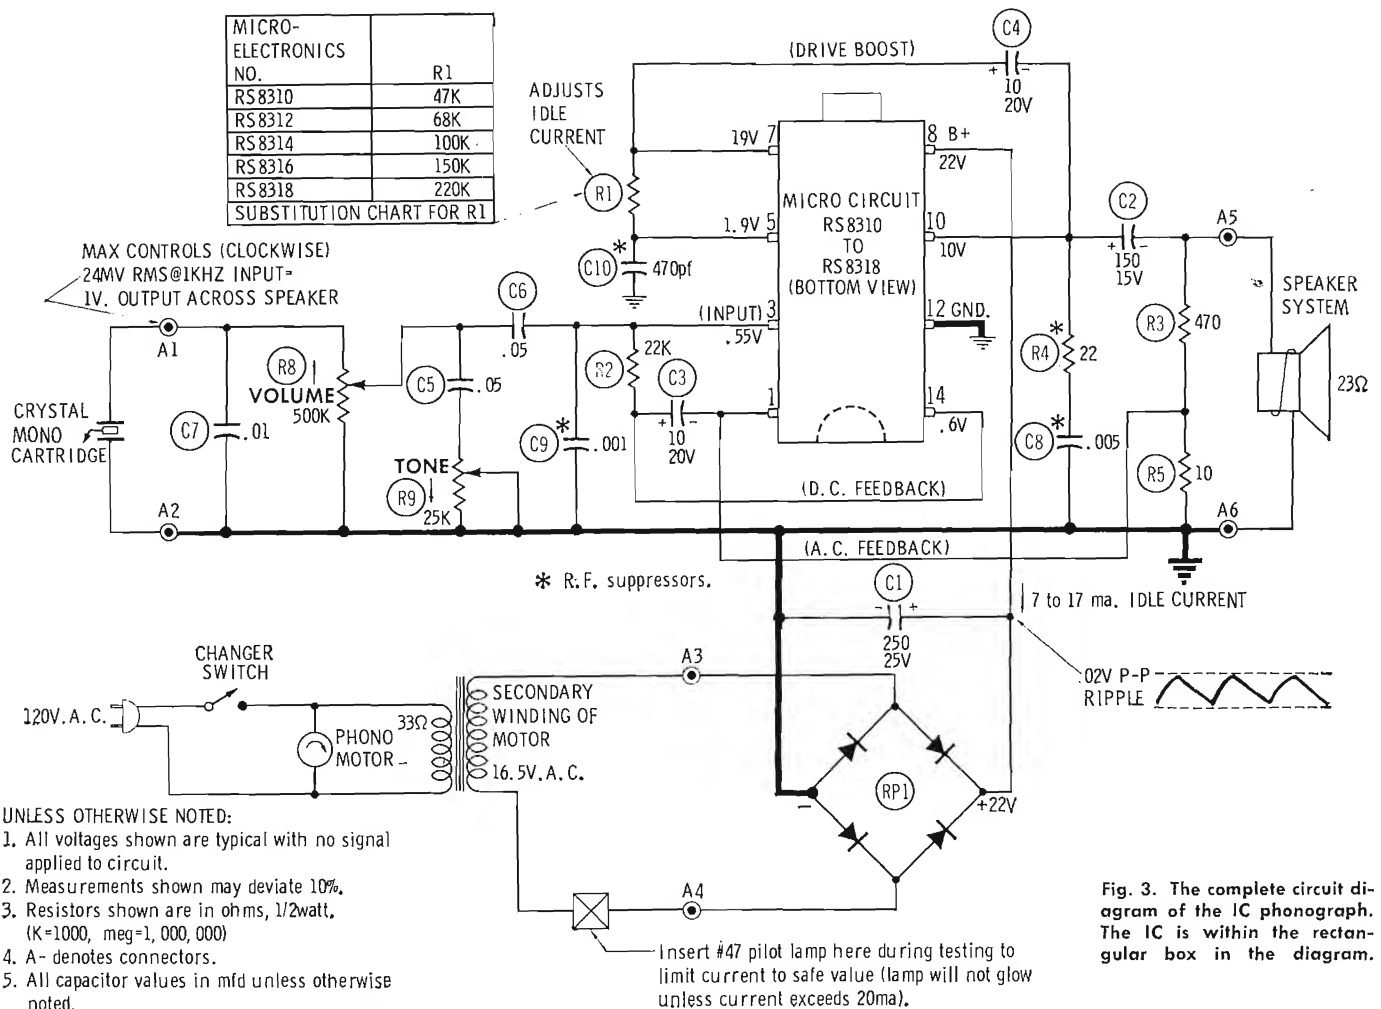 MICRO-
ELECTRONICS
NO. R1
RS8310 47K
RS8312 68K
RS8314 100K
RS8316 150K
RS8318 220K
SUBSTITUTION CHART FOR R1
ADJUSTS
IDLE
CURRENT
(DRIVE BOOST)
C4
+ -
10
20V
R1
19V 7
8 B+
22V
1.9V 5
10
10V
MICRO CIRCUIT
RS8310
TO
RS8318
(BOTTOM VIEW)
C10
*
470pf
(INPUT) 3
.55V
12 GND.
1
14
.6V
C2
+ -
150
15V
A5
SPEAKER
SYSTEM
23Ω
R3 470
*
R4 22
*
C8 .005
R5 10
A6
MAX CONTROLS (CLOCKWISE)
24MV RMS@1KHZ INPUT=
1V. OUTPUT ACROSS SPEAKER
A1
CRYSTAL
MONO
CARTRIDGE
C7 .01
R8
VOLUME
500K
C6
.05
C5 .05
TONE
R9
25K
*
C9 .001
22K
R2
C3
+ -
10
20V
(D.C. FEEDBACK)
A2
(A.C. FEEDBACK)
* R.F. suppressors.
C1
- +
250
25V
7 to 17 ma. IDLE CURRENT
.02V P-P
RIPPLE
CHANGER
SWITCH
120V.A.C.
PHONO
MOTOR
33Ω
SECONDARY
WINDING OF
MOTOR
16.5V.A.C.
A3
RP1
-
+22V
A4
Insert #47 pilot lamp here during testing to
limit current to safe value (lamp will not glow
unless current exceeds 20ma).
UNLESS OTHERWISE NOTED:
1. All voltages shown are typical with no signal
applied to circuit.
2. Measurements shown may deviate 10%.
3. Resistors shown are in ohms, 1/2watt.
(K=1000, meg=1,000,000)
4. A- denotes connectors.
5. All capacitor values in mfd unless otherwise
noted.
Fig. 3. The complete circuit di-
agram of the IC phonograph.
The IC is within the rectan-
gular box in the diagram.